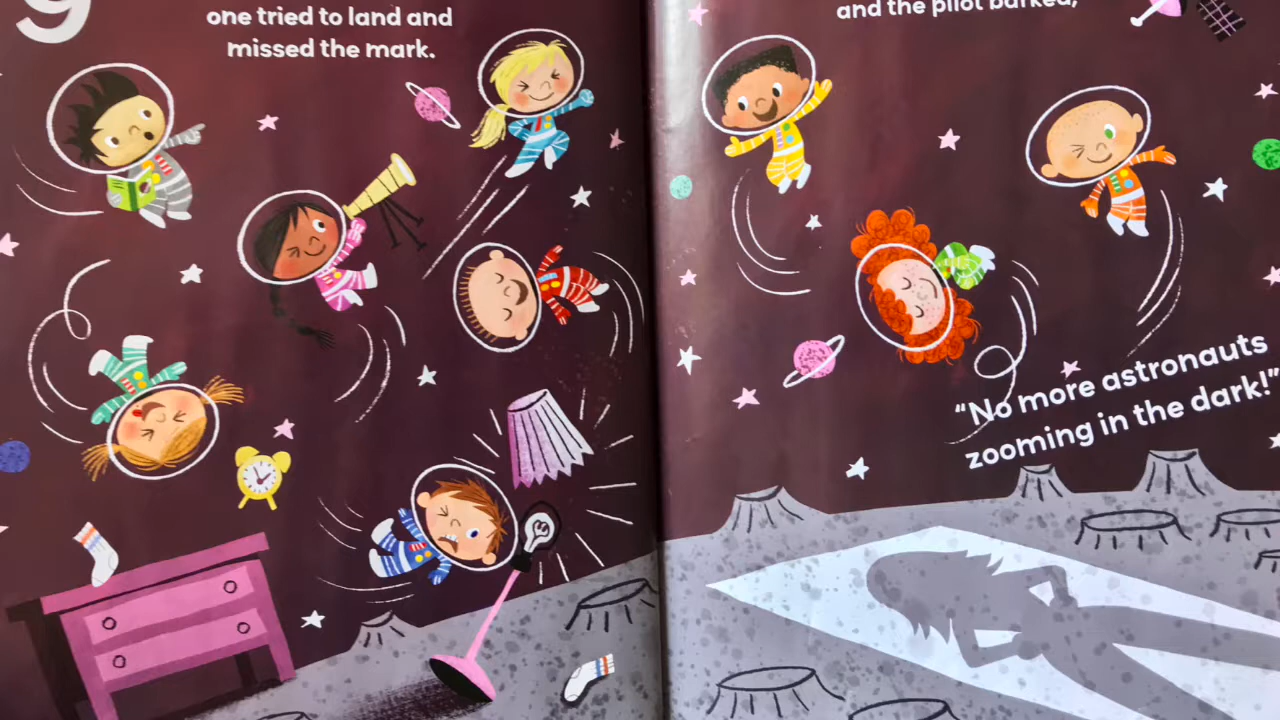 9
one tried to land and
missed the mark.
and the pilot barked,
“No more astronauts
zooming in the dark!”